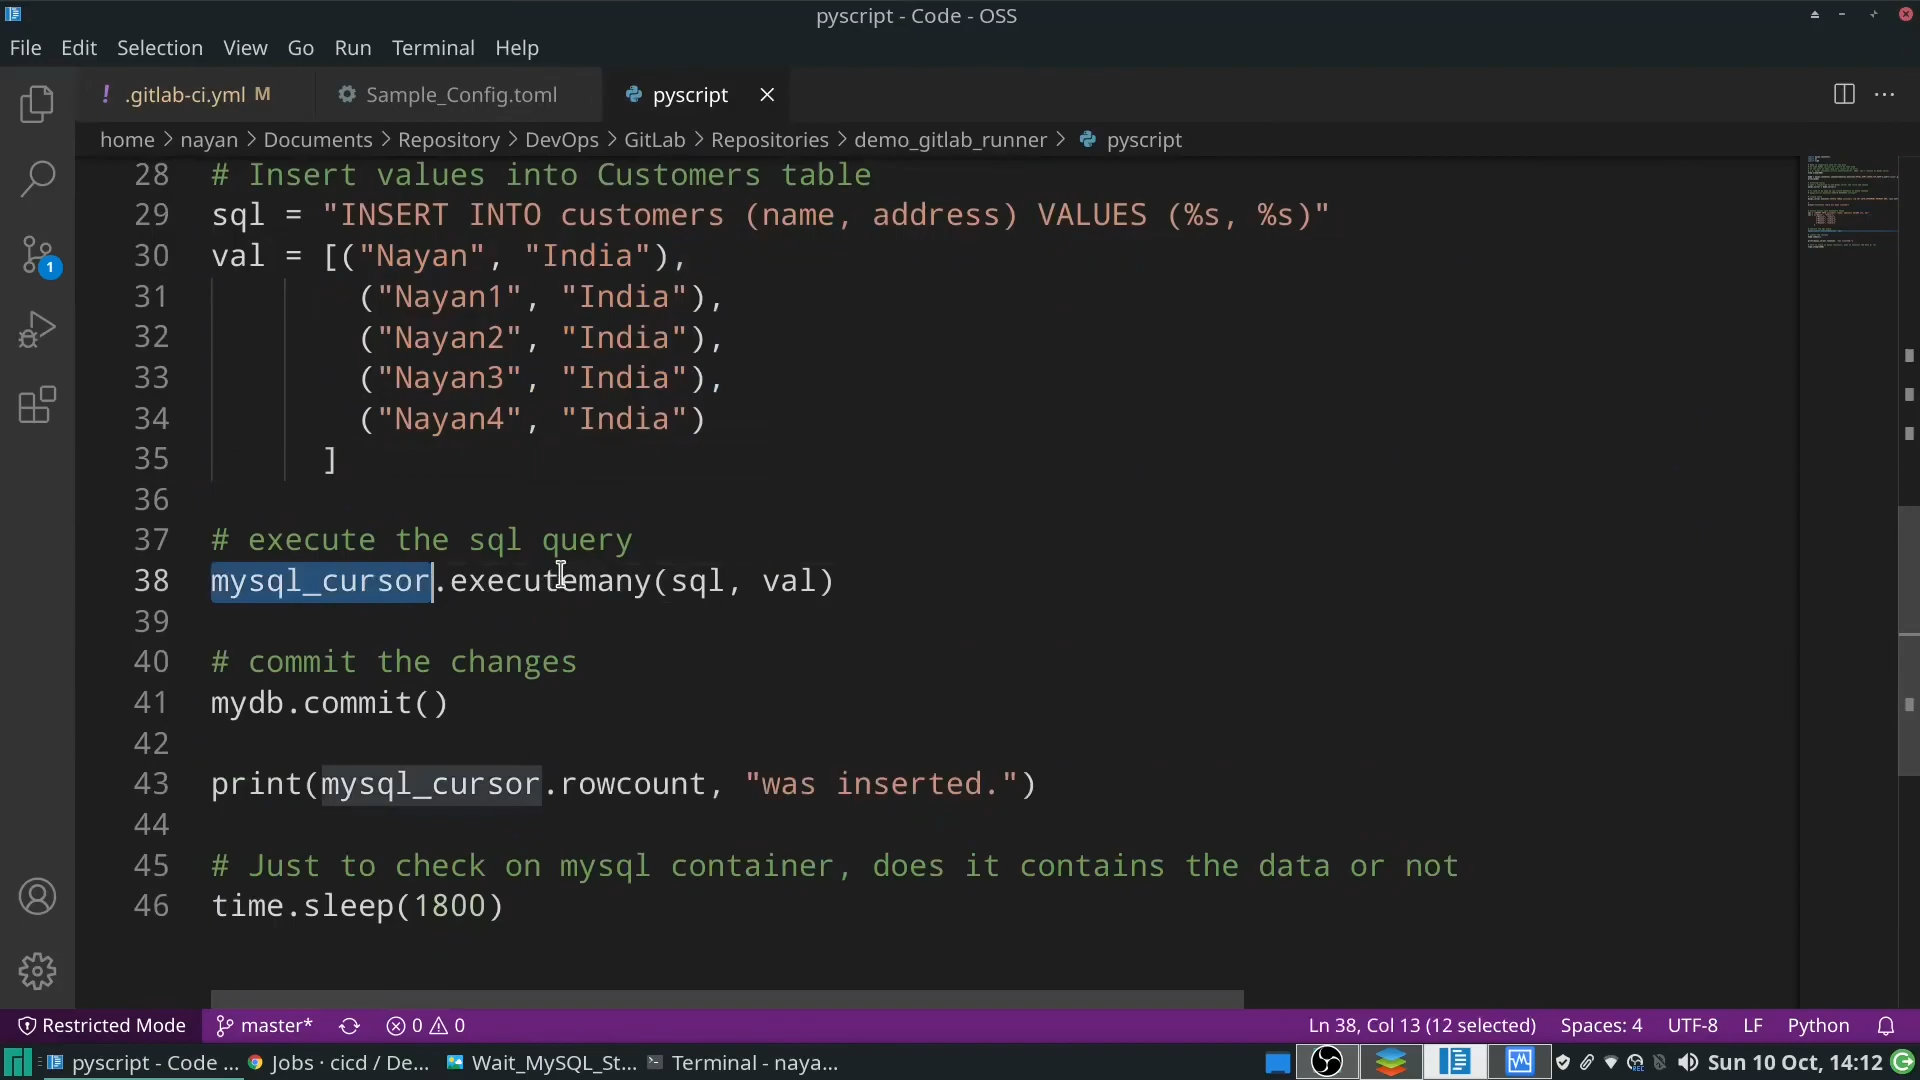 pyscript - Code - OSS
File Edit Selection View Go Run Terminal Help
! .gitlab-ci.yml M Sample_Config.toml pyscript
home > nayan > Documents > Repository > DevOps > GitLab > Repositories > demo_gitlab_runner > pyscript
28 # Insert values into Customers table
29 sql = "INSERT INTO customers (name, address) VALUES (%s, %s)"
30 val = [("Nayan", "India"),
31 ("Nayan1", "India"),
32 ("Nayan2", "India"),
33 ("Nayan3", "India"),
34 ("Nayan4", "India")
35 ]
36
37 # execute the sql query
38 mysql_cursor.executemany(sql, val)
39
40 # commit the changes
41 mydb.commit()
42
43 print(mysql_cursor.rowcount, "was inserted.")
44
45 # Just to check on mysql container, does it contains the data or not
46 time.sleep(1800)
1
Restricted Mode master* 0 0 Ln 38, Col 13 (12 selected) Spaces: 4 UTF-8 LF Python
pyscript - Code ... Jobs · cicd / De... Wait_MySQL_St... Terminal - naya... Sun 10 Oct, 14:12